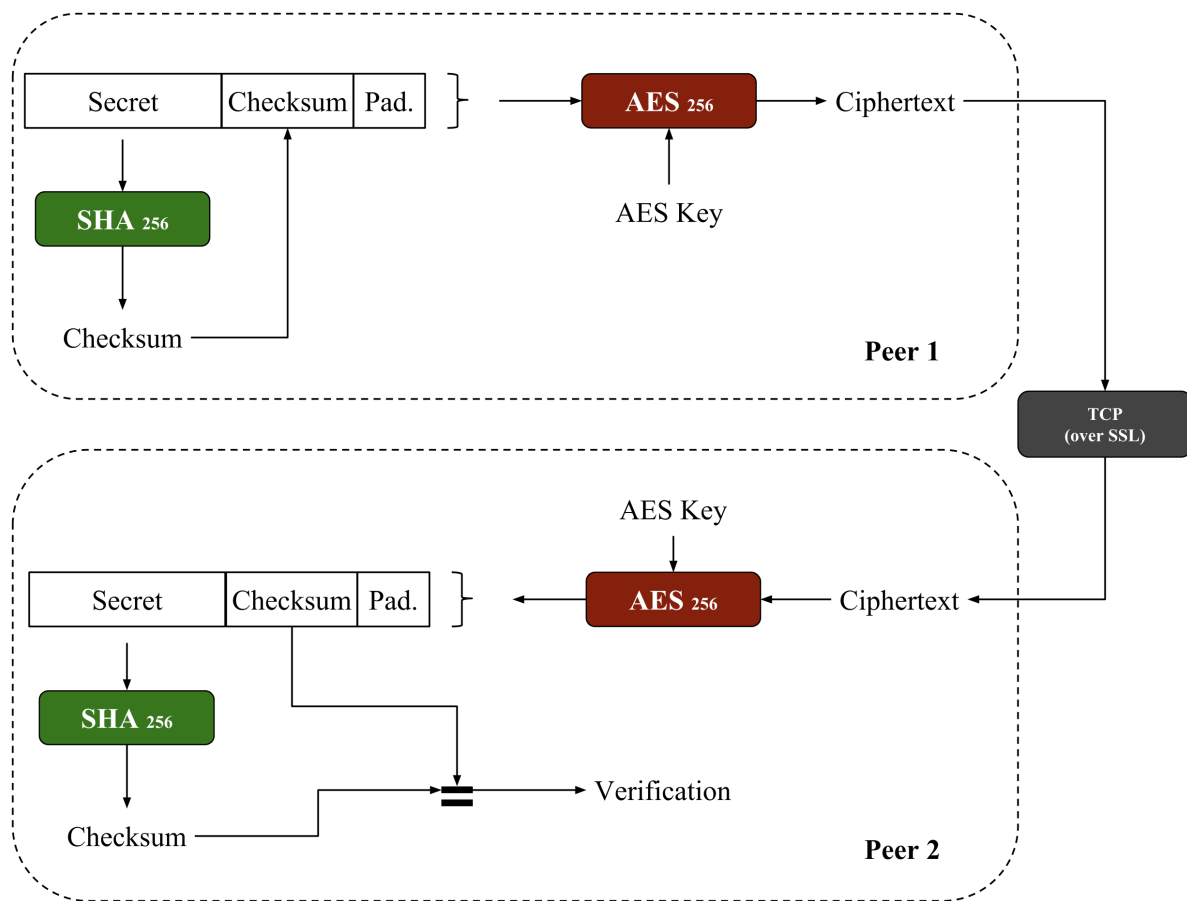 Secret Checksum Pad.
AES 256
Ciphertext
SHA 256
AES Key
Checksum
Peer 1
TCP
(over SSL)
AES Key
Secret Checksum Pad.
AES 256
Ciphertext
SHA 256
Verification
Checksum
Peer 2